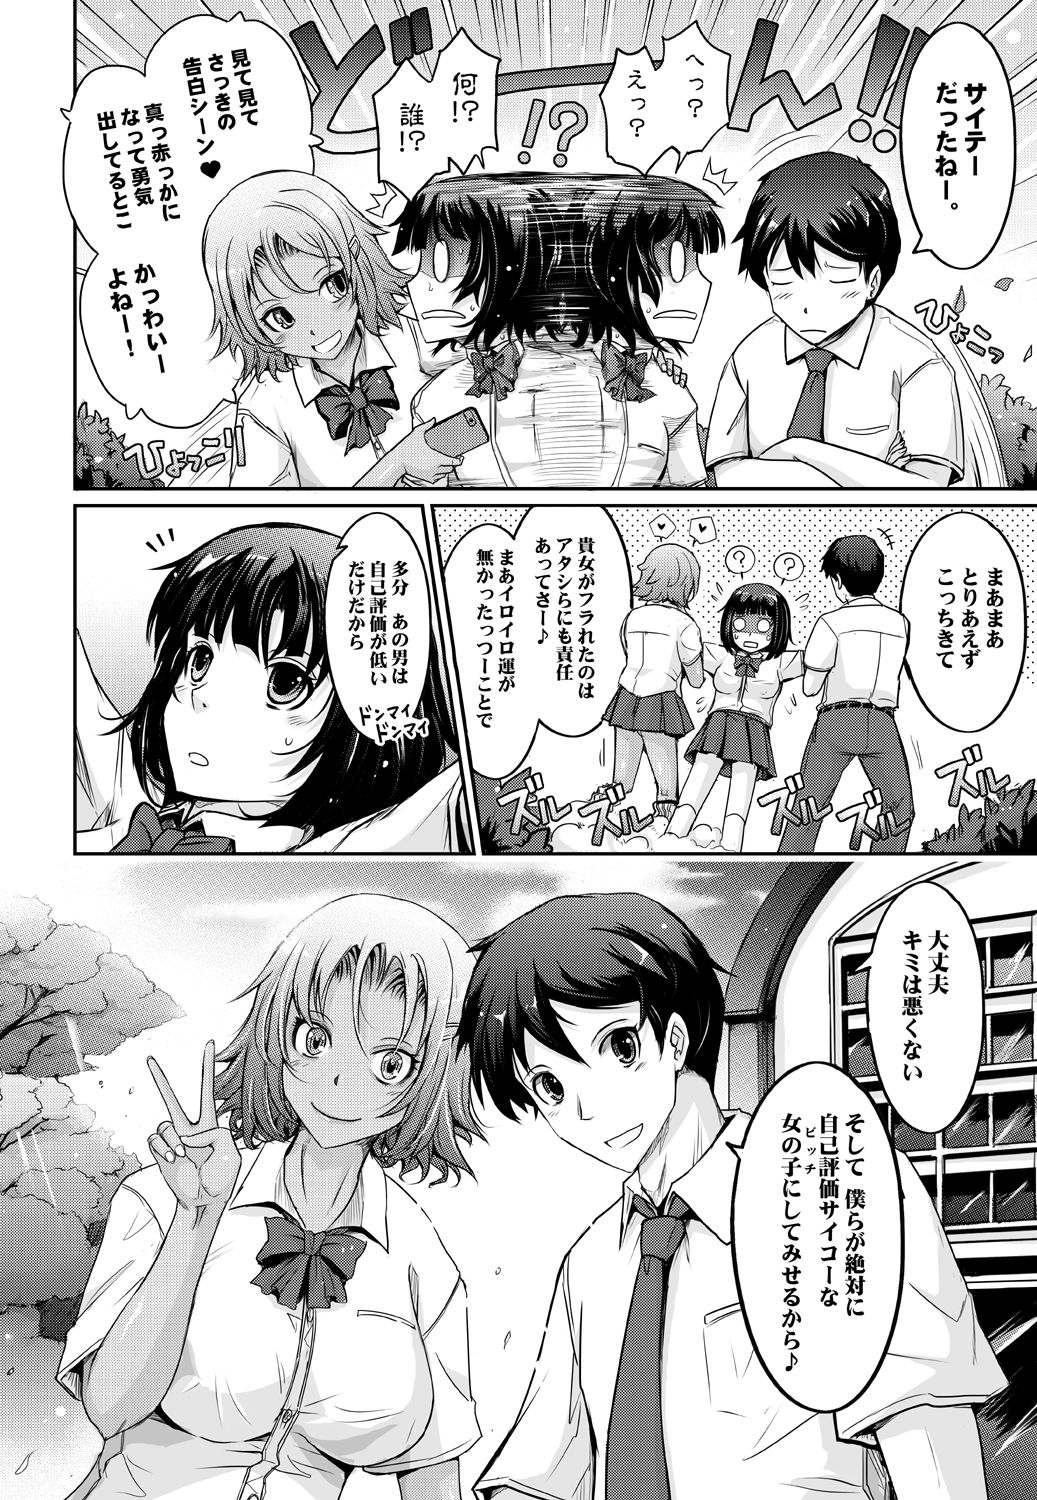 サイテー
だったねー。
どーーん!!
へっ?
えっ?
!?
何!?
誰!?
見て見て
さっきの
告白シーン♥
真っ赤っかに
なって勇気
出してるとこ
かっわいー
よね—!
ひょこっ
ひょっこり
まあまあ
とりあえず
こっちきて
?
?
貴女がフラれたのは
アタシらにも責任
あってさー♪
まあイロイロ運が
無かったっつーことで
ズル
ズル
ズル
ズル
多分 あの男は
自己評価が低い
だけだから
ドンマイ
ドンマイ
大丈夫
キミは悪くない
そして 僕らが絶対に
自己評価サイコーな
ビッチ
女の子にしてみせるから♪